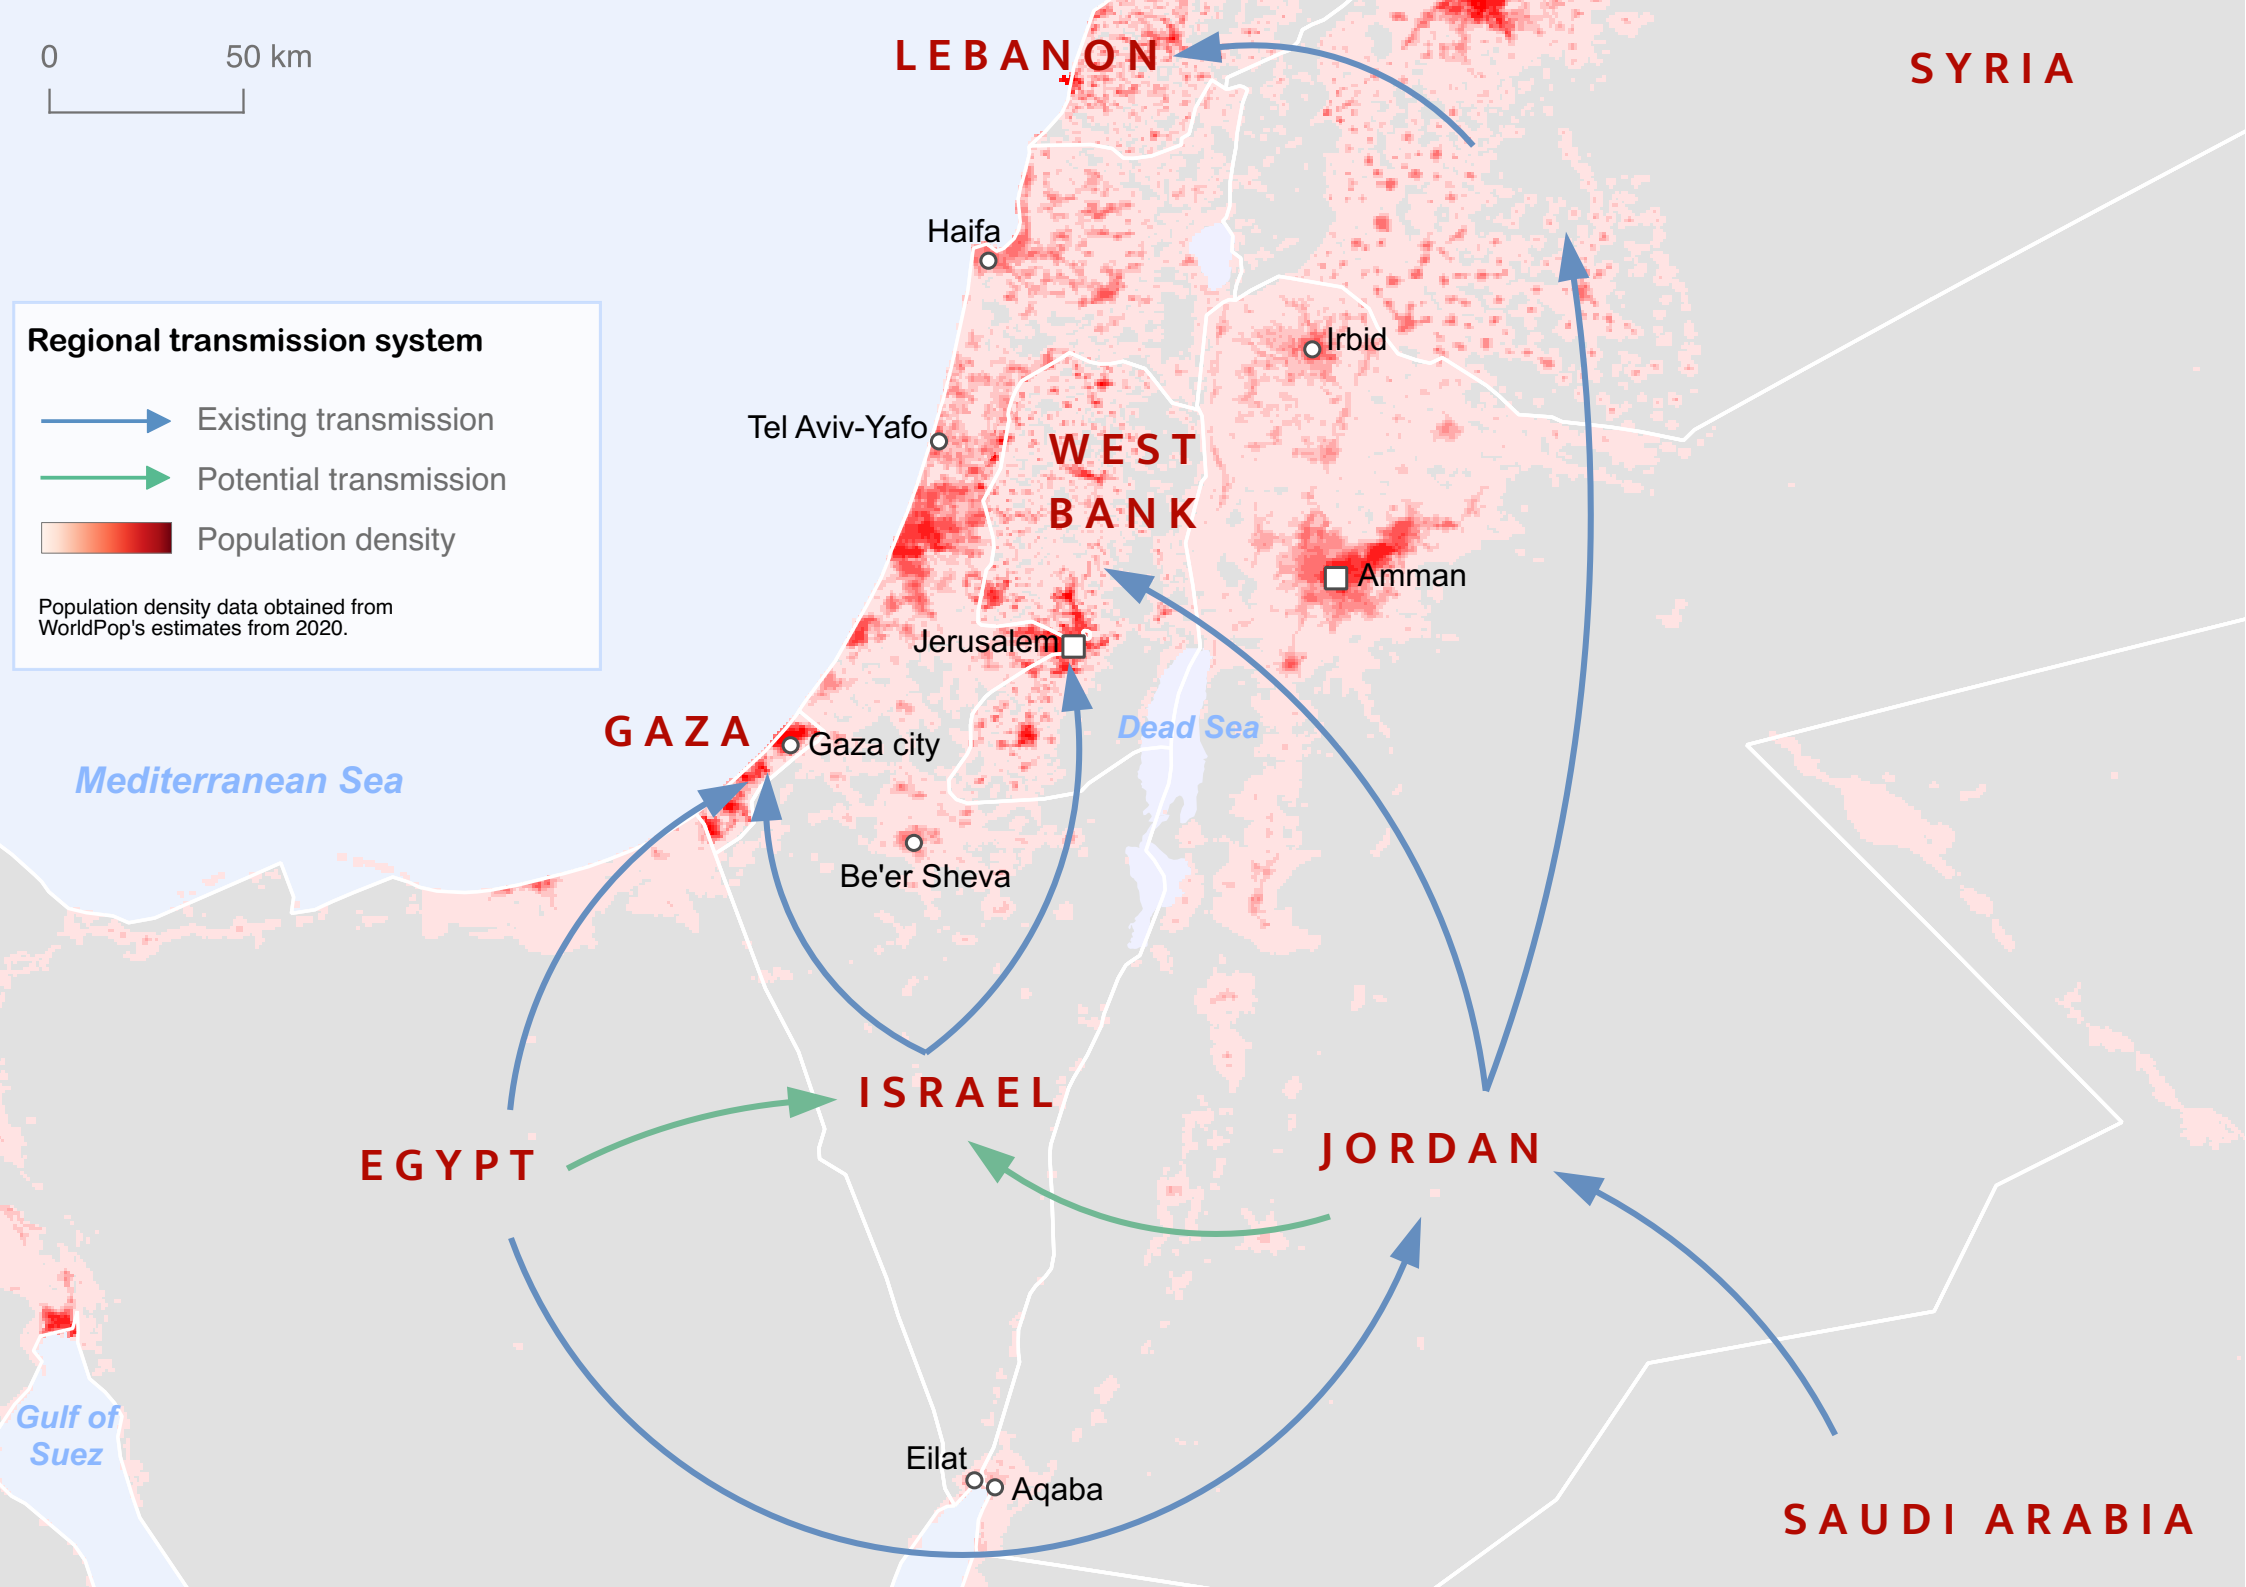 0 50 km
LEBANON
SYRIA
Haifa
Regional transmission system
Existing transmission
Potential transmission
Population density
Population density data obtained from
WorldPop's estimates from 2020.
Irbid
Tel Aviv-Yafo
WEST
BANK
Amman
Jerusalem
GAZA
Gaza city
Dead Sea
Mediterranean Sea
Be'er Sheva
ISRAEL
JORDAN
EGYPT
Gulf of
Suez
Eilat
Aqaba
SAUDI ARABIA